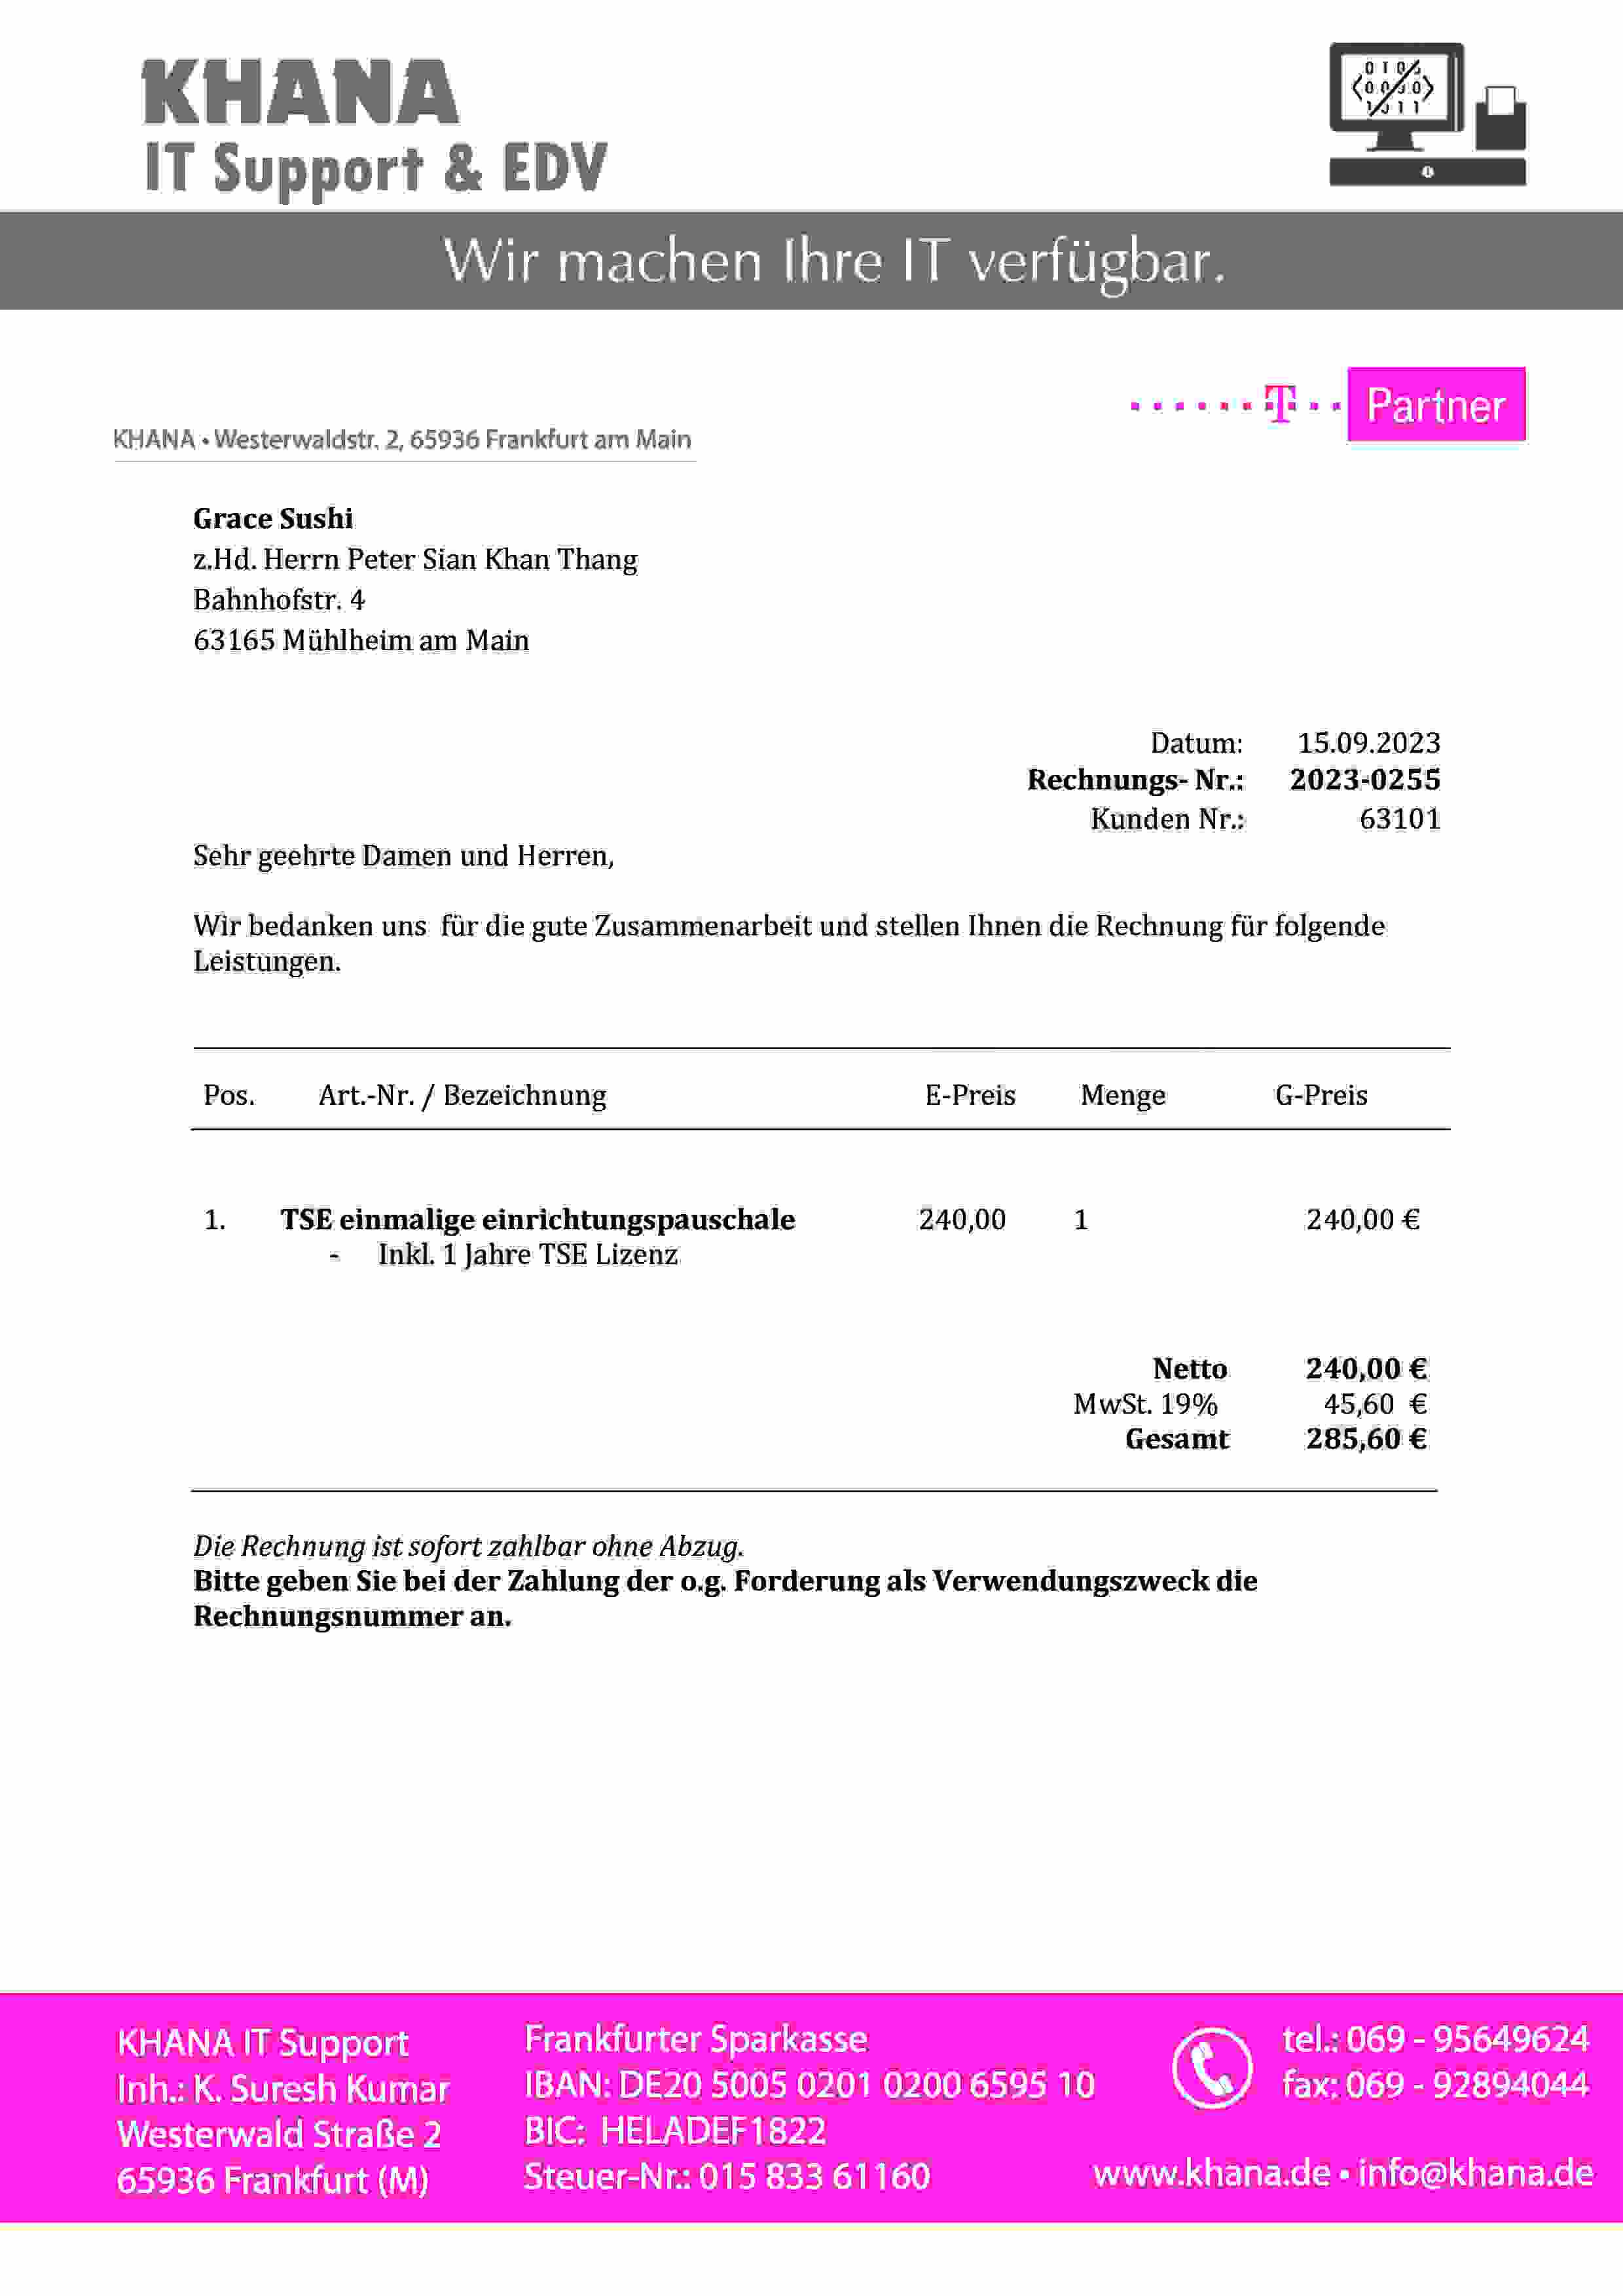 KHANA
IT Support & EDV
Wir machen Ihre IT verfügbar.
T Partner
KHANA • Westerwaldstr. 2, 65936 Frankfurt am Main
Grace Sushi
z.Hd. Herrn Peter Sian Khan Thang
Bahnhofstr. 4
63165 Mühlheim am Main
Datum: 15.09.2023
Rechnungs- Nr.: 2023-0255
Kunden Nr.: 63101
Sehr geehrte Damen und Herren,
Wir bedanken uns für die gute Zusammenarbeit und stellen Ihnen die Rechnung für folgende
Leistungen.
Pos. Art.-Nr. / Bezeichnung E-Preis Menge G-Preis
1. TSE einmalige einrichtungspauschale 240,00 1 240,00 €
- Inkl. 1 Jahre TSE Lizenz
Netto 240,00 €
MwSt. 19% 45,60 €
Gesamt 285,60 €
Die Rechnung ist sofort zahlbar ohne Abzug.
Bitte geben Sie bei der Zahlung der o.g. Forderung als Verwendungszweck die
Rechnungsnummer an.
KHANA IT Support
Inh.: K. Suresh Kumar
Westerwald Straße 2
65936 Frankfurt (M)
Frankfurter Sparkasse
IBAN: DE20 5005 0201 0200 6595 10
BIC: HELADEF1822
Steuer-Nr.: 015 833 61160
tel.: 069 - 95649624
fax: 069 - 92894044
www.khana.de • info@khana.de